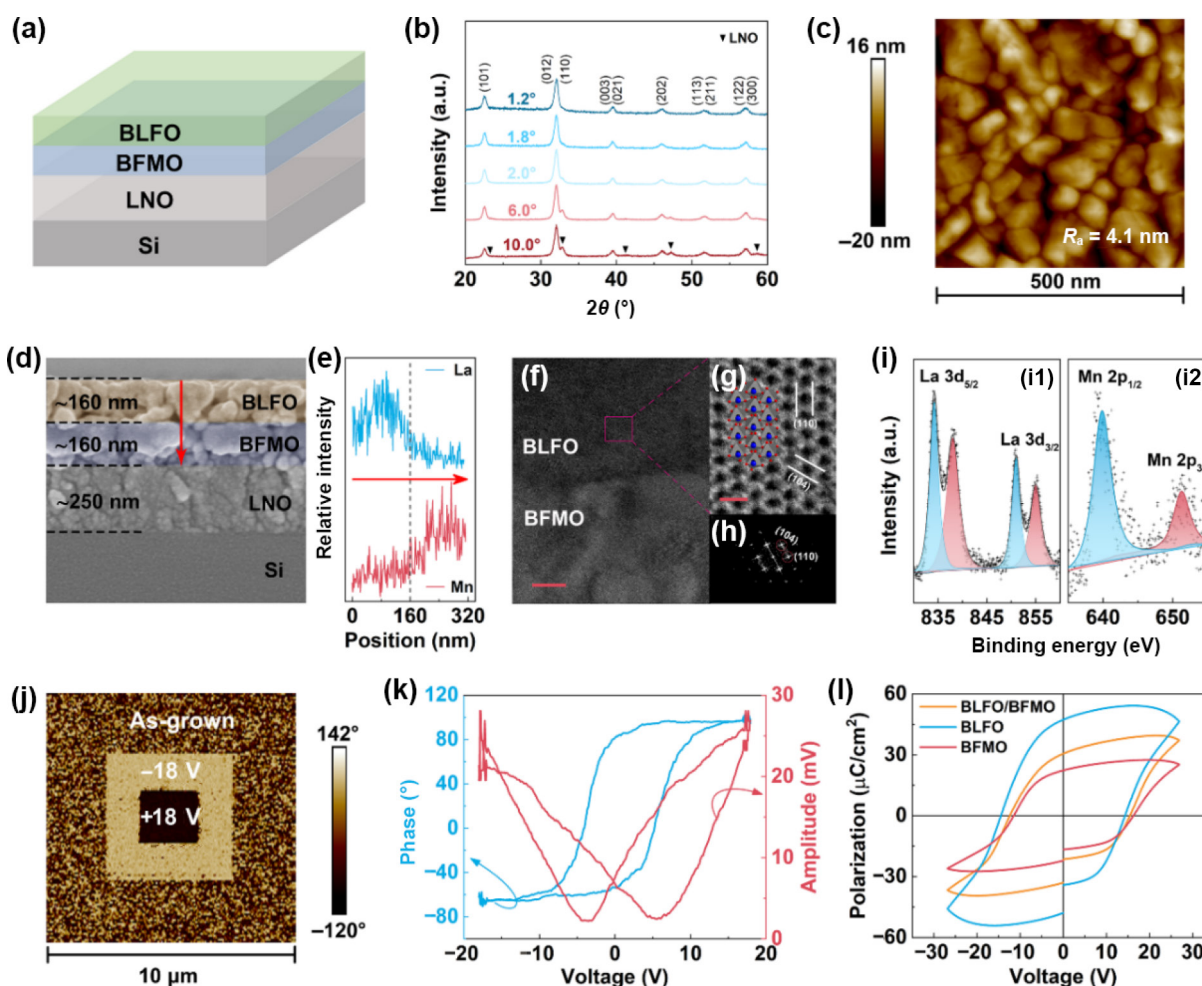 (a)
BLFO
BFMO
LNO
Si
(b)
Intensity (a.u.)
▼LNO
(101)
(012)
(110)
(003)
(021)
(202)
(113)
(211)
(122)
(300)
1.2°
1.8°
2.0°
6.0°
10.0°
20 30 40 50 60
2θ (°)
(c)
16 nm
−20 nm
Ra = 4.1 nm
500 nm
(d)
~160 nm
BLFO
~160 nm
BFMO
~250 nm
LNO
Si
(e)
Relative intensity
La
Mn
0 160 320
Position (nm)
(f)
BLFO
BFMO
(g)
(110)
(104)
(h)
(104)
(110)
(i)
Intensity (a.u.)
(i1)
La 3d5/2
La 3d3/2
835 845 855
(i2)
Mn 2p1/2
Mn 2p3
640 650
Binding energy (eV)
(j)
As-grown
−18 V
+18 V
142°
−120°
10 μm
(k)
Phase (°)
120
80
40
0
−40
−80
Amplitude (mV)
30
20
10
0
−20 −10 0 10 20
Voltage (V)
(l)
Polarization (μC/cm2)
60
30
0
−30
−60
BLFO/BFMO
BLFO
BFMO
−30 −20 −10 0 10 20 30
Voltage (V)